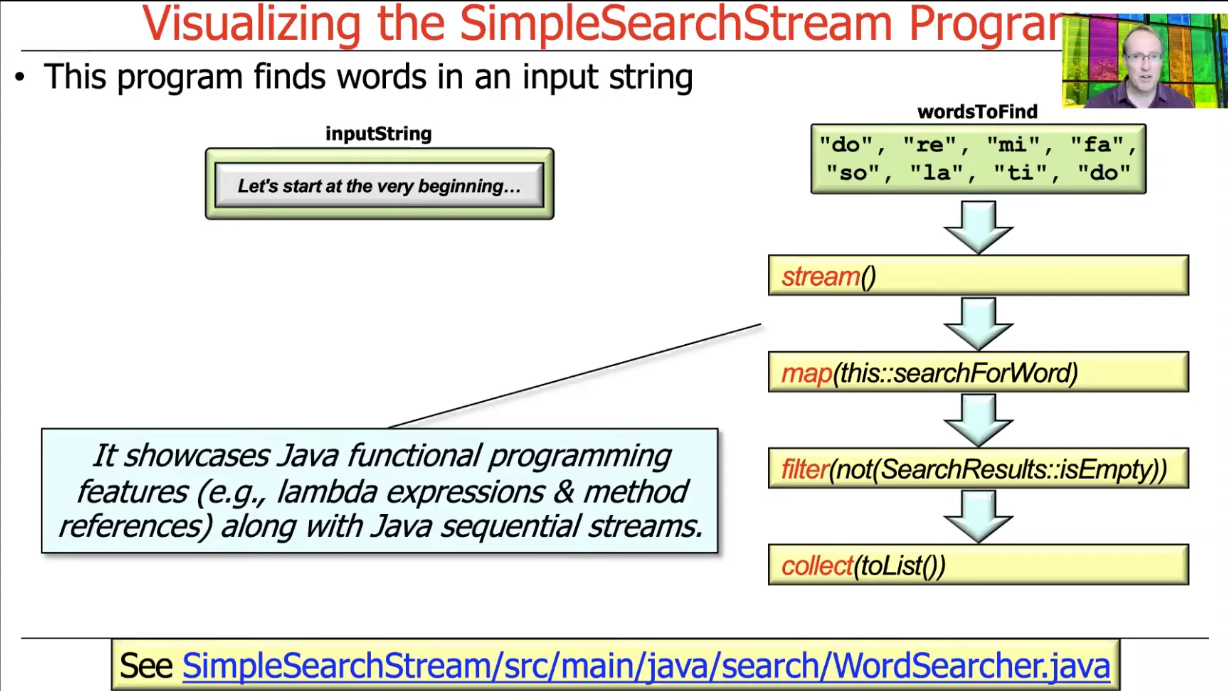 Visualizing the SimpleSearchStream Program
• This program finds words in an input string
inputString
Let's start at the very beginning…
wordsToFind
"do", "re", "mi", "fa",
"so", "la", "ti", "do"
stream()
map(this::searchForWord)
filter(not(SearchResults::isEmpty))
collect(toList())
It showcases Java functional programming
features (e.g., lambda expressions & method
references) along with Java sequential streams.
See SimpleSearchStream/src/main/java/search/WordSearcher.java